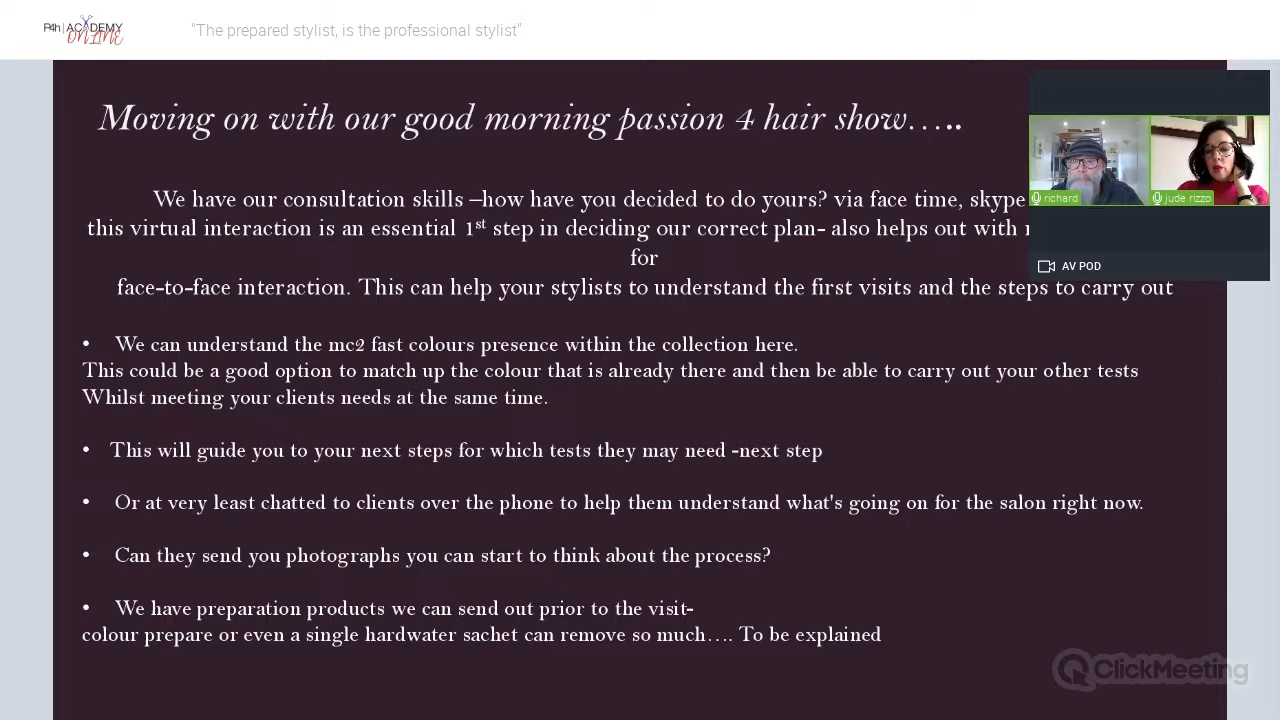 P4h | ACADEMY
ONLINE
"The prepared stylist, is the professional stylist"
Moving on with our good morning passion 4 hair show…..
We have our consultation skills –how have you decided to do yours? via face time, skype
this virtual interaction is an essential 1st step in deciding our correct plan- also helps out with
for
face-to-face interaction. This can help your stylists to understand the first visits and the steps to carry out
• We can understand the mc2 fast colours presence within the collection here.
This could be a good option to match up the colour that is already there and then be able to carry out your other tests
Whilst meeting your clients needs at the same time.
• This will guide you to your next steps for which tests they may need -next step
• Or at very least chatted to clients over the phone to help them understand what's going on for the salon right now.
• Can they send you photographs you can start to think about the process?
• We have preparation products we can send out prior to the visit-
colour prepare or even a single hardwater sachet can remove so much…. To be explained
richard
jude rizzo
AV POD
ClickMeeting